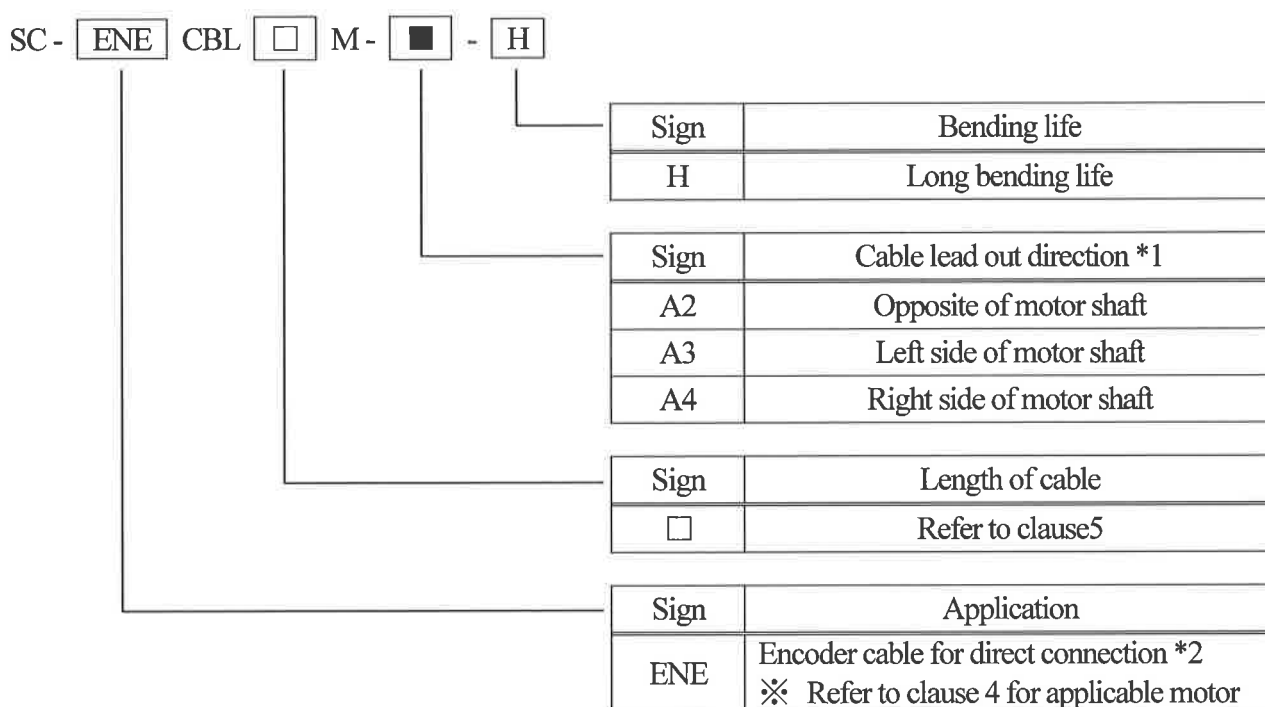 SC - ENE CBL □ M - ■ - H
Sign Bending life
H Long bending life
Sign Cable lead out direction *1
A2 Opposite of motor shaft
A3 Left side of motor shaft
A4 Right side of motor shaft
Sign Length of cable
□ Refer to clause5
Sign Application
ENE Encoder cable for direct connection *2
※ Refer to clause 4 for applicable motor